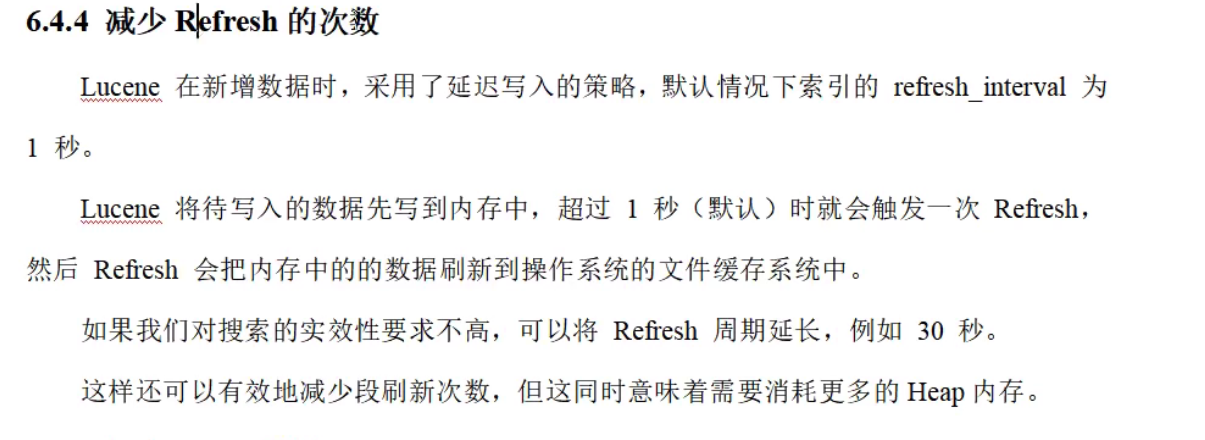 6.4.4 减少 Refresh 的次数
Lucene 在新增数据时，采用了延迟写入的策略，默认情况下索引的 refresh_interval 为
1 秒。
Lucene 将待写入的数据先写到内存中，超过 1 秒（默认）时就会触发一次 Refresh，
然后 Refresh 会把内存中的的数据刷新到操作系统的文件缓存系统中。
如果我们对搜索的实效性要求不高，可以将 Refresh 周期延长，例如 30 秒。
这样还可以有效地减少段刷新次数，但这同时意味着需要消耗更多的 Heap 内存。